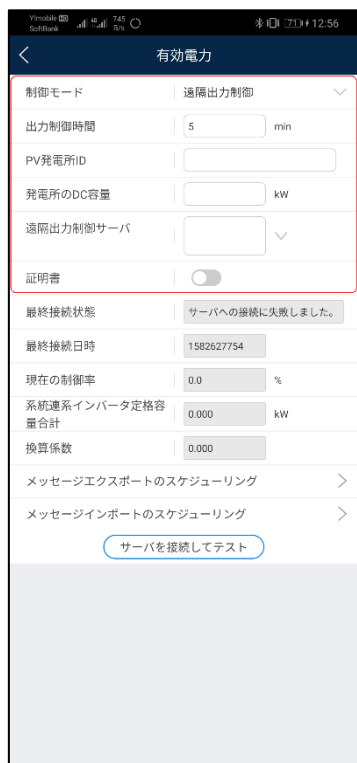 Y!mobile HD 4G 745
SoftBank B/s 71 12:56
有効電力
制御モード 遠隔出力制御
出力制御時間 5 min
PV発電所ID
発電所のDC容量 kW
遠隔出力制御サーバ
証明書
最終接続状態 サーバへの接続に失敗しました。
最終接続日時 1582627754
現在の制御率 0.0 %
系統連系インバータ定格容
量合計 0.000 kW
換算係数 0.000
メッセージエクスポートのスケジューリング
メッセージインポートのスケジューリング
サーバを接続してテスト